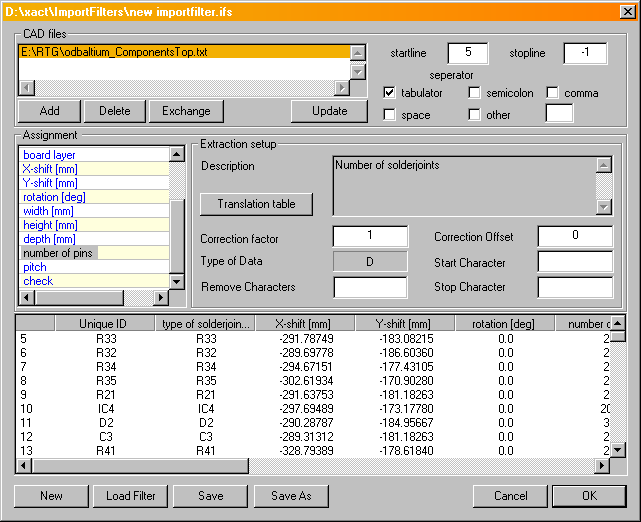 D:\xact\ImportFilters\new importfilter.ifs
CAD files
E:\RTG\odbaltium_ComponentsTop.txt
startline 5 stopline -1
seperator
tabulator semicolon comma
space other
Add Delete Exchange Update
Assignment
board layer
X-shift [mm]
Y-shift [mm]
rotation [deg]
width [mm]
height [mm]
depth [mm]
number of pins
pitch
check
Extraction setup
Description Number of solderjoints
Translation table
Correction factor 1 Correction Offset 0
Type of Data D Start Character
Remove Characters Stop Character
Unique ID type of solderjoin... X-shift [mm] Y-shift [mm] rotation [deg] number o
5 R33 R33 -291.78749 -183.08215 0.0 2
6 R32 R32 -289.69778 -186.60360 0.0 2
7 R34 R34 -294.67151 -177.43105 0.0 2
8 R35 R35 -302.61934 -170.90280 0.0 2
9 R21 R21 -291.63753 -181.18263 0.0 2
10 IC4 IC4 -297.69489 -173.17780 0.0 20
11 D2 D2 -290.28787 -184.95667 0.0 3
12 C3 C3 -289.31312 -181.18263 0.0 2
13 R41 R41 -328.79389 -178.61840 0.0 2
New Load Filter Save Save As Cancel OK